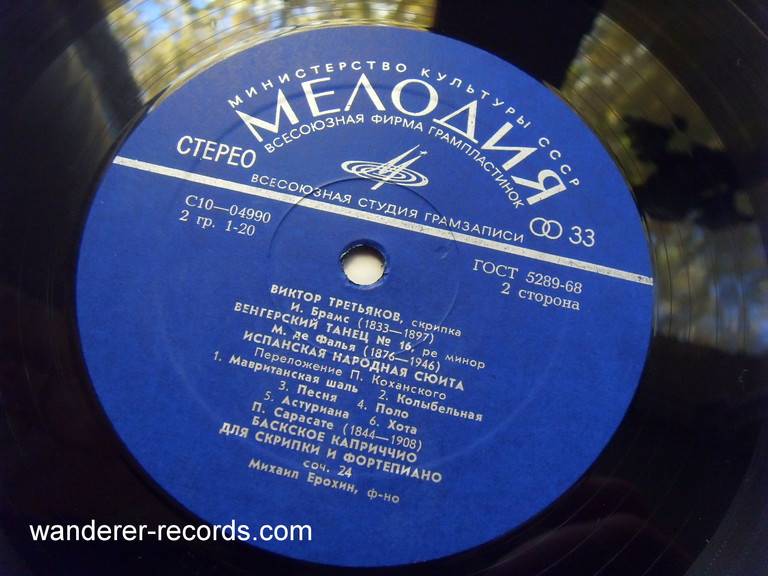 МИНИСТЕРСТВО КУЛЬТУРЫ СССР
МЕЛОДИЯ
ВСЕСОЮЗНАЯ ФИРМА ГРАМПЛАСТИНОК
СТЕРЕО
ВСЕСОЮЗНАЯ СТУДИЯ ГРАМЗАПИСИ
33
С10—04990
2 гр. 1-20
ГОСТ 5289-68
2 сторона
ВИКТОР ТРЕТЬЯКОВ, скрипка
И. Брамс (1833—1897)
ВЕНГЕРСКИЙ ТАНЕЦ № 16, ре минор
М. де Фалья (1876—1946)
ИСПАНСКАЯ НАРОДНАЯ СЮИТА
Переложение П. Коханского
1. Мавританская шаль 2. Колыбельная
3. Песня 4. Поло
5. Астуриана 6. Хота
П. Сарасате (1844—1908)
БАСКСКОЕ КАПРИЧЧИО
ДЛЯ СКРИПКИ И ФОРТЕПИАНО
соч. 24
Михаил Ерохин, ф-но
wanderer-records.com